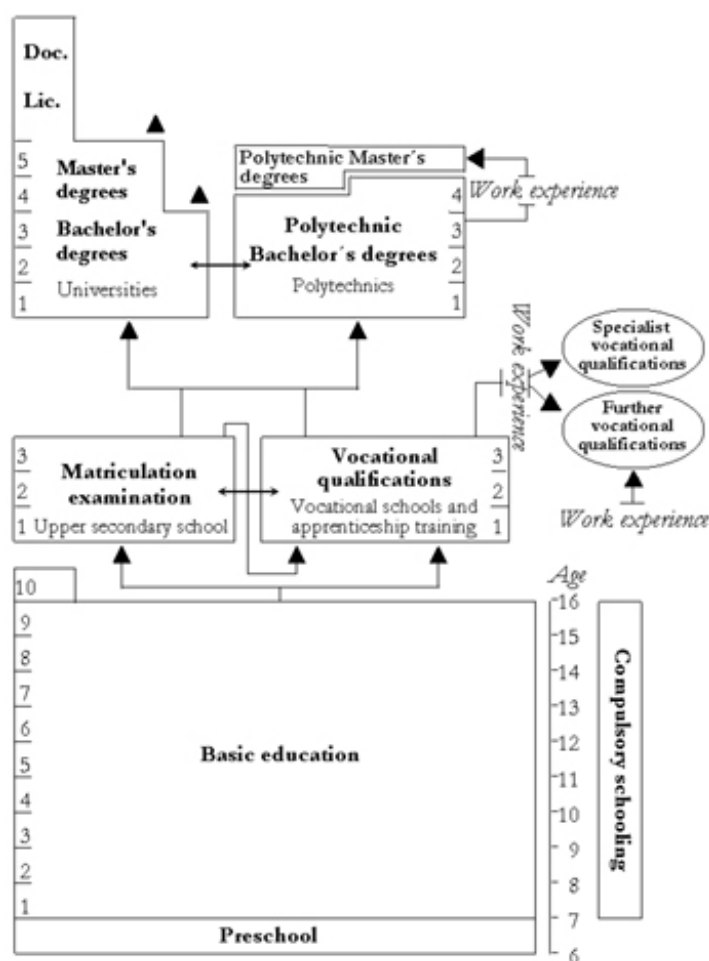 Doc.
Lic.
5
4
3
2
1
Master's
degrees
Bachelor's
degrees
Universities
Polytechnic Master´s
degrees
Work experience
Polytechnic
Bachelor´s degrees
Polytechnics
4
3
2
1
Work experience
Specialist
vocational
qualifications
Further
vocational
qualifications
Work experience
3
2
1
Matriculation
examination
Upper secondary school
Vocational
qualifications
Vocational schools and
apprenticeship training
3
2
1
10
9
8
7
6
5
4
3
2
1
Basic education
Preschool
Age
16
15
14
13
12
11
10
9
8
7
6
Compulsory schooling